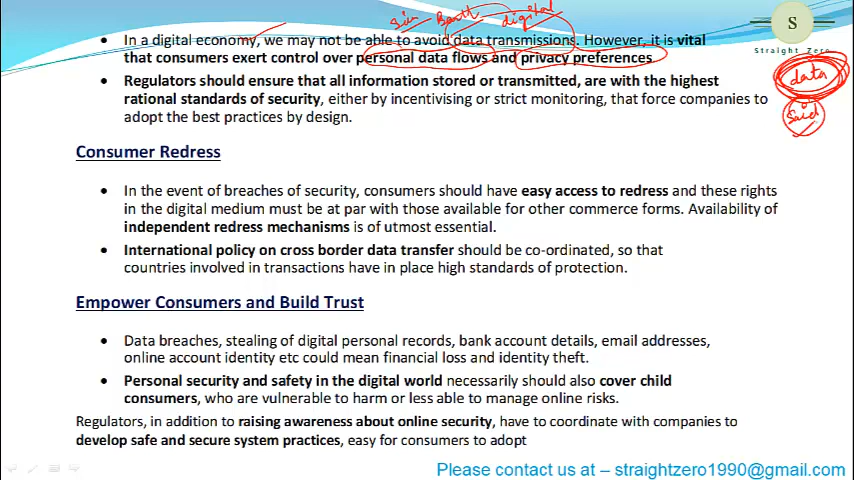 digital
S
Straight Zero
• In a digital economy, we may not be able to avoid data transmissions. However, it is vital
that consumers exert control over personal data flows and privacy preferences.
data
• Regulators should ensure that all information stored or transmitted, are with the highest
rational standards of security, either by incentivising or strict monitoring, that force companies to
adopt the best practices by design.
Consumer Redress
• In the event of breaches of security, consumers should have easy access to redress and these rights
in the digital medium must be at par with those available for other commerce forms. Availability of
independent redress mechanisms is of utmost essential.
• International policy on cross border data transfer should be co-ordinated, so that
countries involved in transactions have in place high standards of protection.
Empower Consumers and Build Trust
• Data breaches, stealing of digital personal records, bank account details, email addresses,
online account identity etc could mean financial loss and identity theft.
• Personal security and safety in the digital world necessarily should also cover child
consumers, who are vulnerable to harm or less able to manage online risks.
Regulators, in addition to raising awareness about online security, have to coordinate with companies to
develop safe and secure system practices, easy for consumers to adopt
Please contact us at – straightzero1990@gmail.com